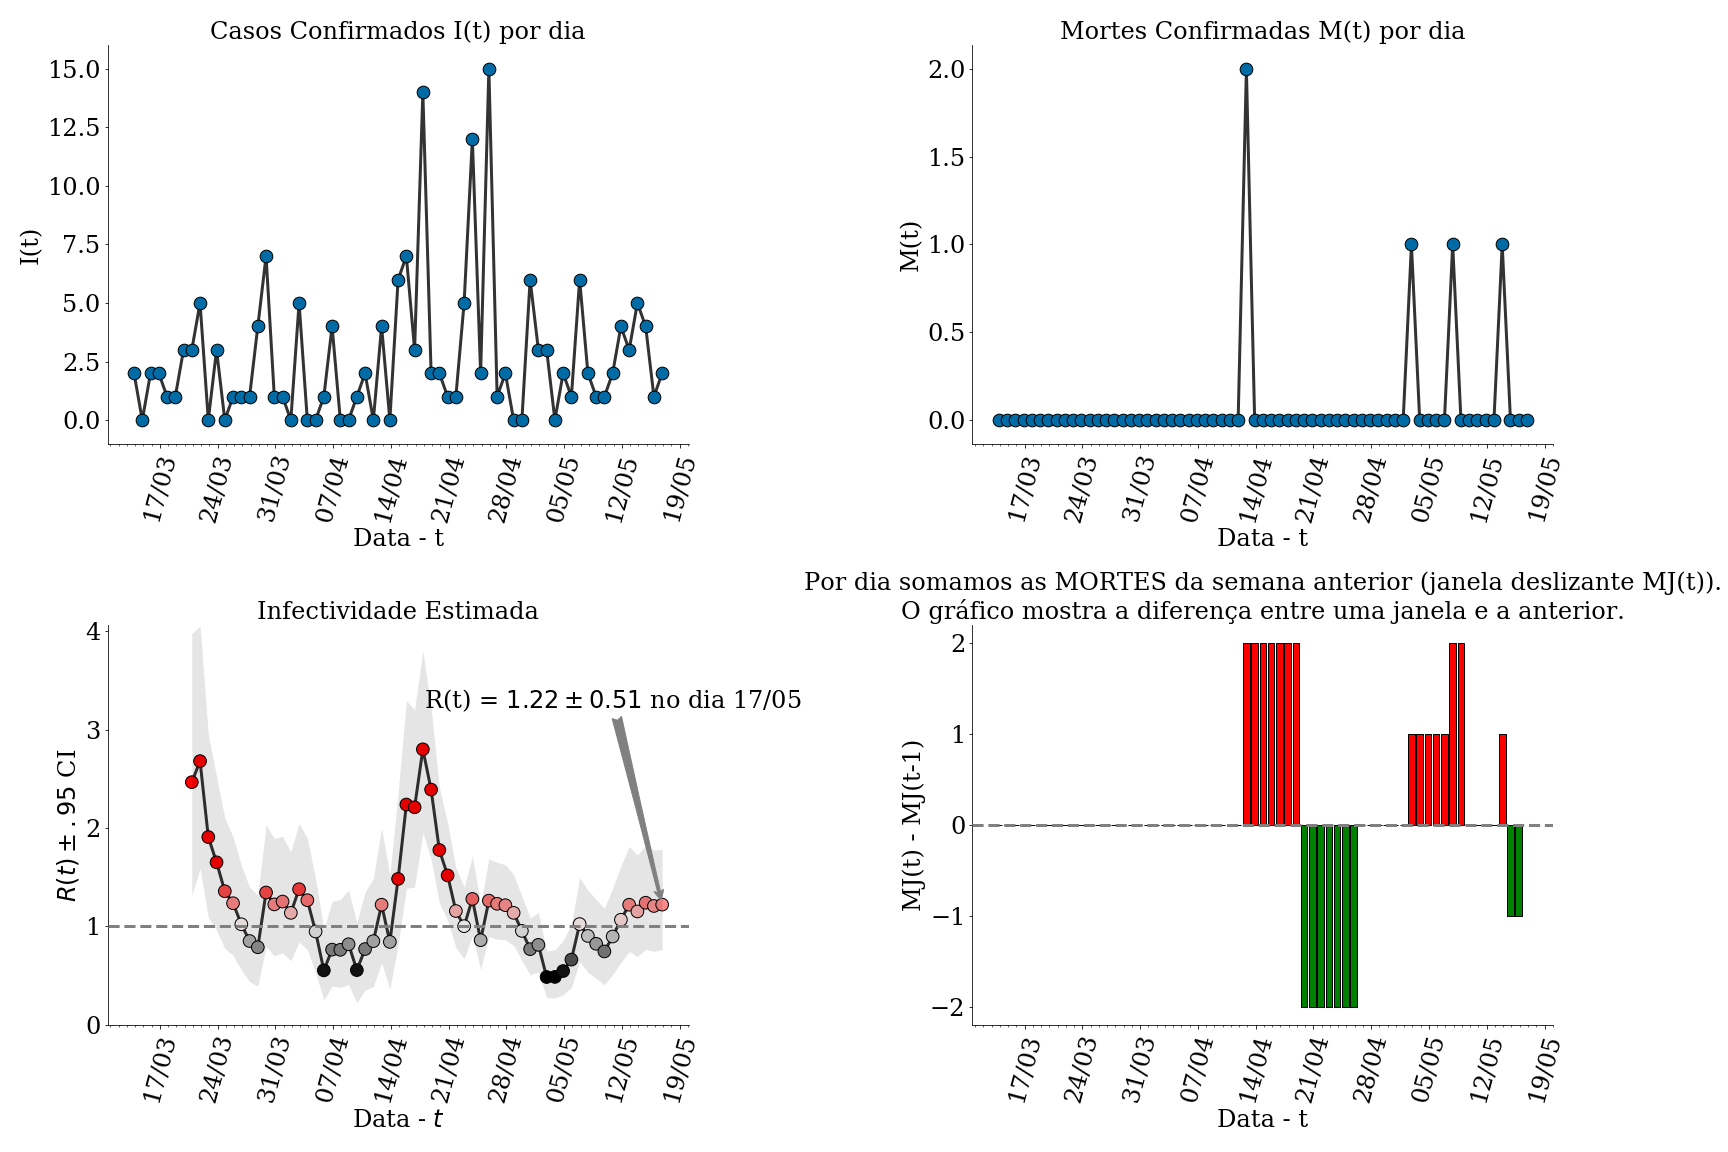 Casos Confirmados I(t) por dia
15.0
12.5
10.0
7.5
5.0
2.5
0.0
I(t)
17/03 24/03 31/03 07/04 14/04 21/04 28/04 05/05 12/05 19/05
Data - t
Mortes Confirmadas M(t) por dia
2.0
1.5
1.0
0.5
0.0
M(t)
17/03 24/03 31/03 07/04 14/04 21/04 28/04 05/05 12/05 19/05
Data - t
Infectividade Estimada
4
3
2
1
0
R(t) ± .95 CI
R(t) = 1.22 ± 0.51 no dia 17/05
17/03 24/03 31/03 07/04 14/04 21/04 28/04 05/05 12/05 19/05
Data - t
Por dia somamos as MORTES da semana anterior (janela deslizante MJ(t)).
O gráfico mostra a diferença entre uma janela e a anterior.
2
1
0
−1
−2
MJ(t) - MJ(t-1)
17/03 24/03 31/03 07/04 14/04 21/04 28/04 05/05 12/05 19/05
Data - t